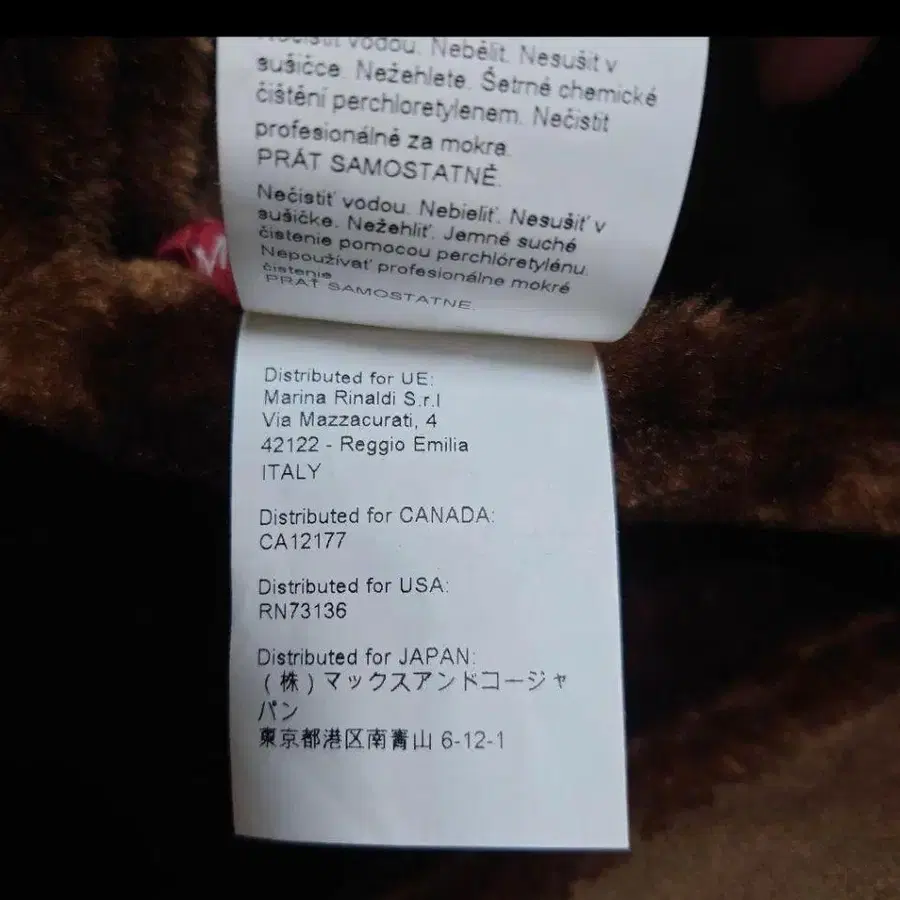 vodou. Nebělit. Nesušit v
sušičce. Nežehlete. Šetrné chemické
čištění perchloretylenem. Nečistit
profesionálně za mokra.
PRÁT SAMOSTATNĚ.
Nečistiť vodou. Nebieliť. Nesušiť v
sušičke. Nežehliť. Jemné suché
čistenie pomocou perchlóretylénu.
Nepoužívať profesionálne mokré
čistenie
PRAŤ SAMOSTATNE.
Distributed for UE:
Marina Rinaldi S.r.l
Via Mazzacurati, 4
42122 - Reggio Emilia
ITALY
Distributed for CANADA:
CA12177
Distributed for USA:
RN73136
Distributed for JAPAN:
(株)マックスアンドコージャ
パン
東京都港区南青山 6-12-1